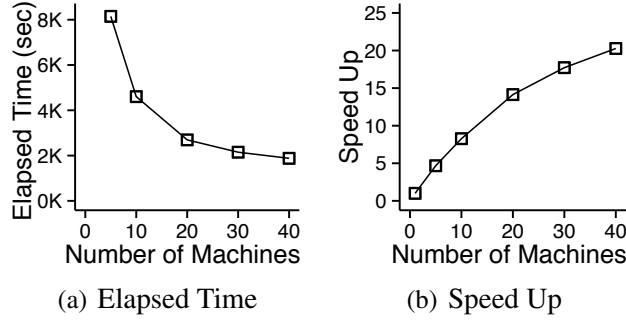 Elapsed Time (sec)
8K
6K
4K
2K
0K
0 10 20 30 40
Number of Machines
(a) Elapsed Time
Speed Up
25
20
15
10
5
0
0 10 20 30 40
Number of Machines
(b) Speed Up